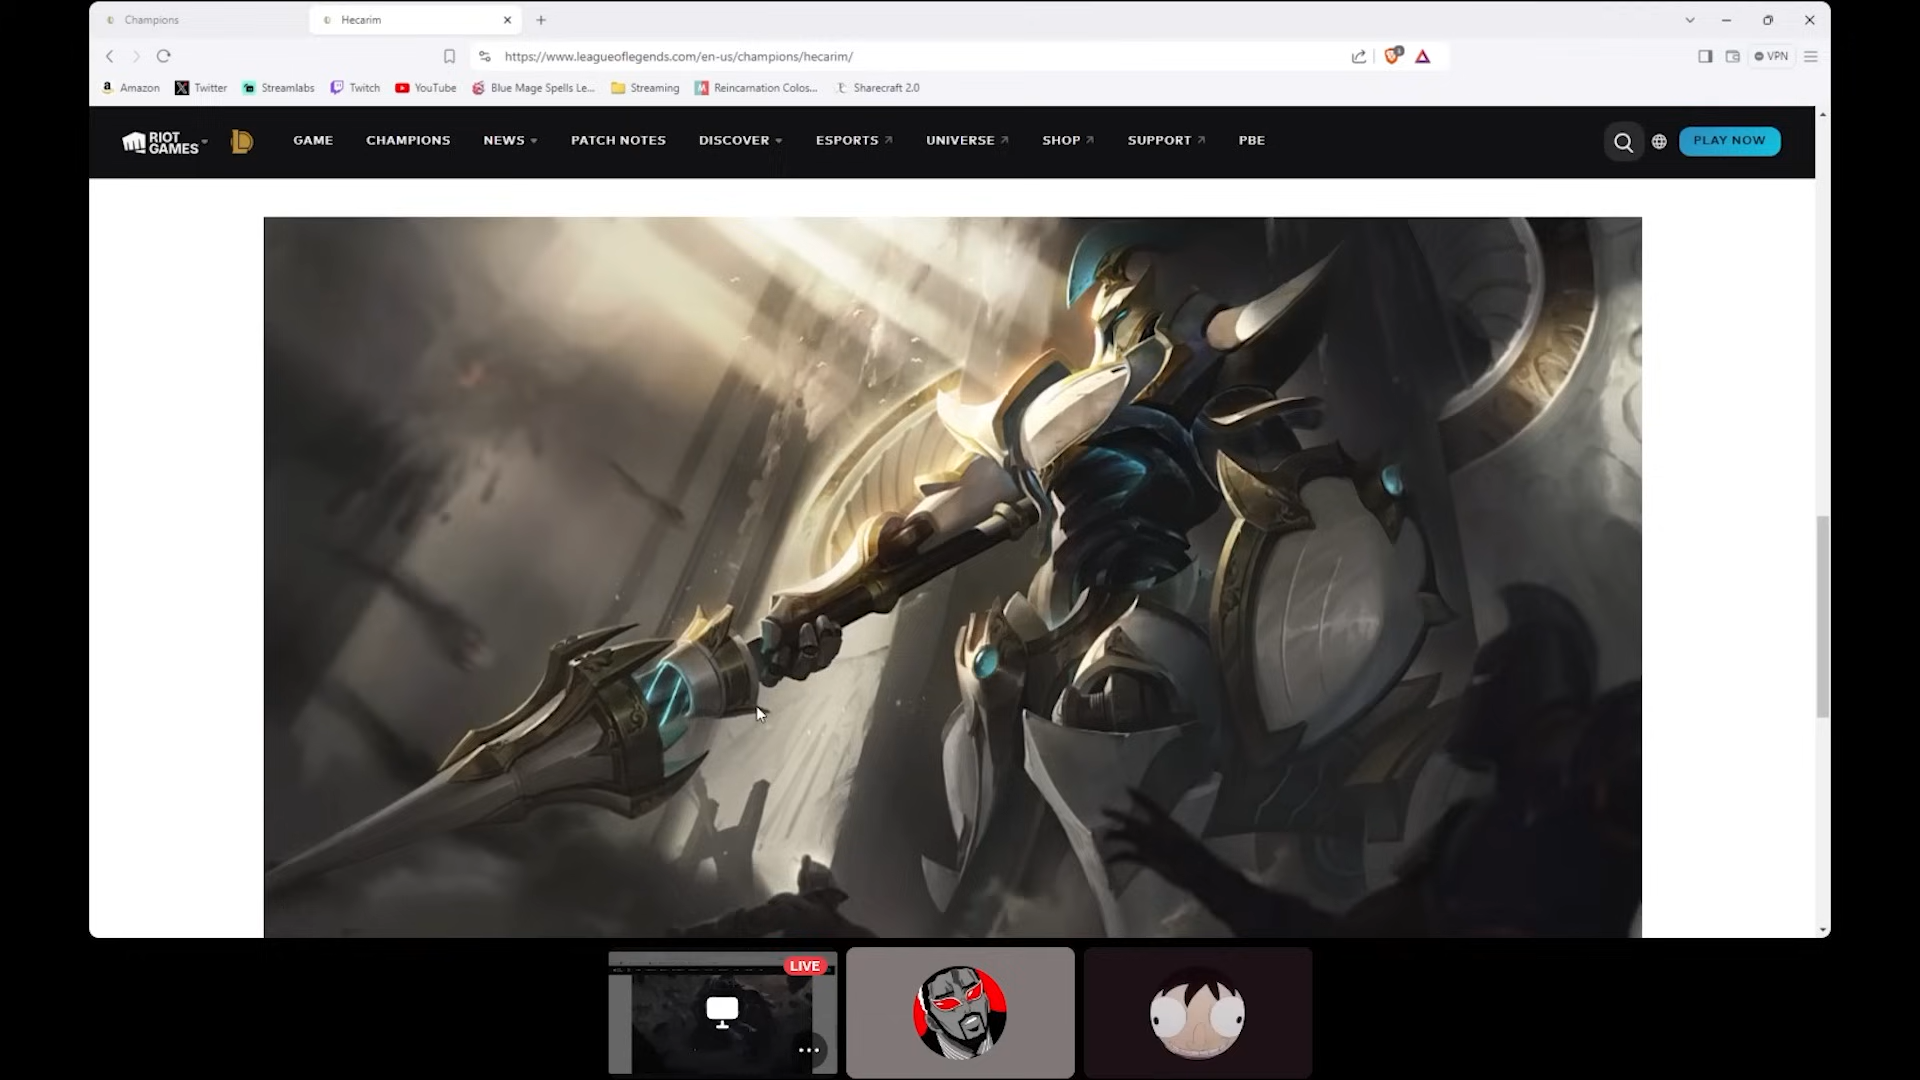 Champions
Hecarim
https://www.leagueoflegends.com/en-us/champions/hecarim/
VPN
Amazon
Twitter
Streamlabs
Twitch
YouTube
Blue Mage Spells Le...
Streaming
Reincarnation Colos...
Sharecraft 2.0
RIOT GAMES
GAME
CHAMPIONS
NEWS
PATCH NOTES
DISCOVER
ESPORTS
UNIVERSE
SHOP
SUPPORT
PBE
PLAY NOW
LIVE